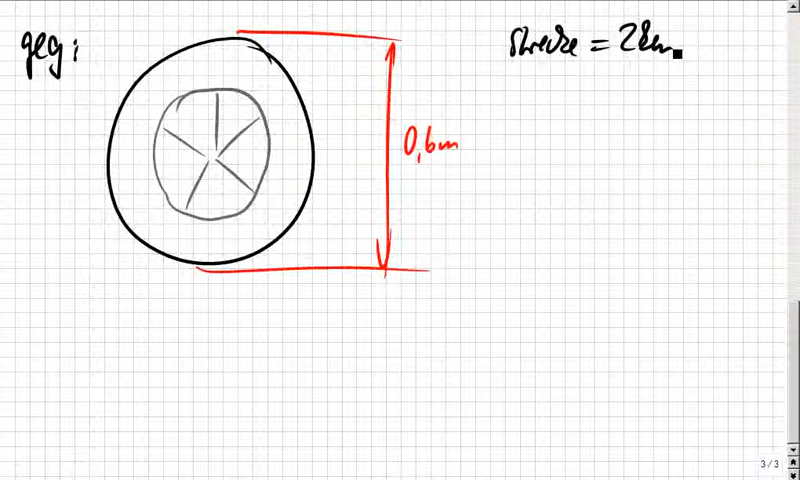 geg:
Strecke = 2km
0,6m
3 / 3